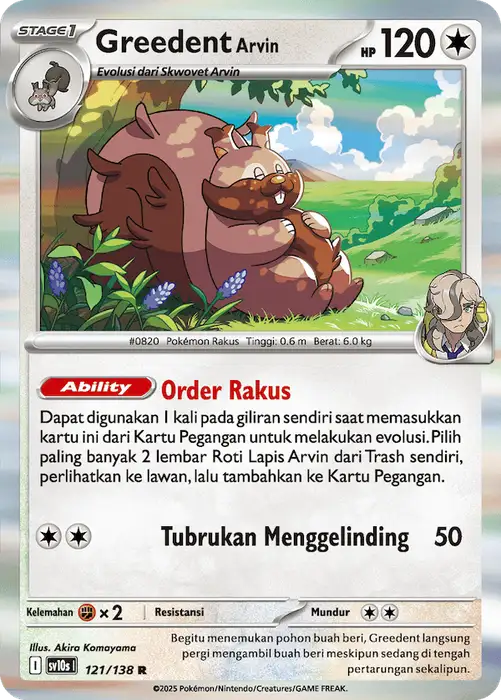 STAGE 1
Greedent Arvin
HP 120
Evolusi dari Skwovet Arvin
#0820 Pokémon Rakus Tinggi: 0.6 m Berat: 6.0 kg
Ability Order Rakus
Dapat digunakan 1 kali pada giliran sendiri saat memasukkan
kartu ini dari Kartu Pegangan untuk melakukan evolusi. Pilih
paling banyak 2 lembar Roti Lapis Arvin dari Trash sendiri,
perlihatkan ke lawan, lalu tambahkan ke Kartu Pegangan.
Tubrukan Menggelinding 50
Kelemahan ×2 Resistansi Mundur
Illus. Akira Komayama
Begitu menemukan pohon buah beri, Greedent langsung
pergi mengambil buah beri meskipun sedang di tengah
pertarungan sekalipun.
I sv10s I 121/138 R
©2025 Pokémon/Nintendo/Creatures/GAME FREAK.